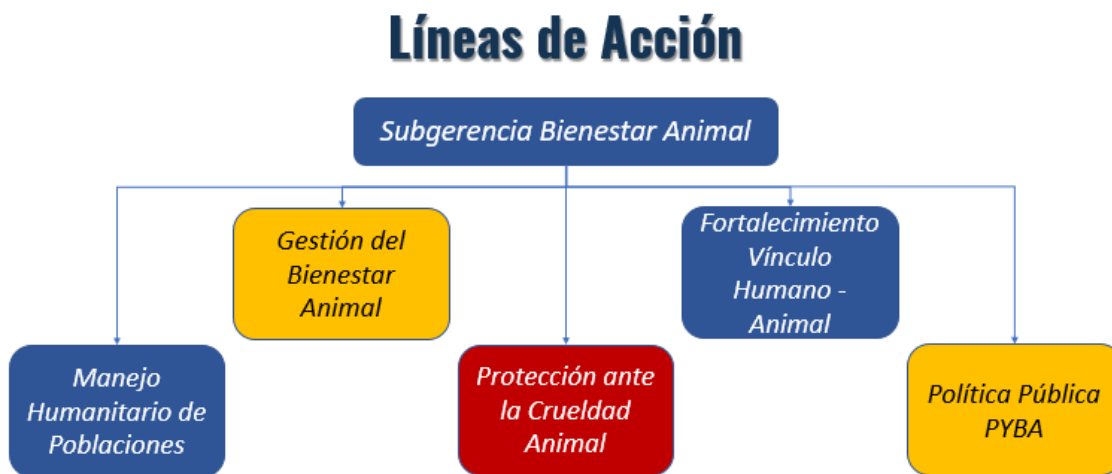 Líneas de Acción
Subgerencia Bienestar Animal
Gestión del
Bienestar
Animal
Fortalecimiento
Vínculo
Humano -
Animal
Manejo
Humanitario de
Poblaciones
Protección ante
la Crueldad
Animal
Política Pública
PYBA